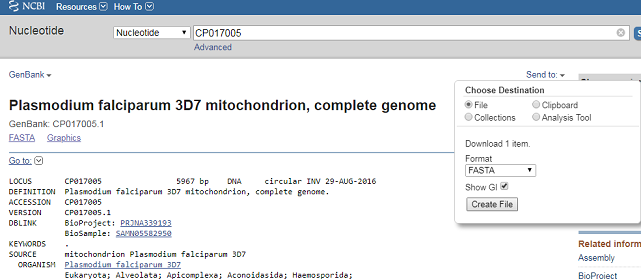 NCBI Resources How To
Nucleotide Nucleotide CP017005
Advanced
GenBank Send to:
Choose Destination
File Clipboard
Collections Analysis Tool
Download 1 item.
Format
FASTA
Show GI
Create File
Plasmodium falciparum 3D7 mitochondrion, complete genome
GenBank: CP017005.1
FASTA Graphics
Go to:
LOCUS CP017005 5967 bp DNA circular INV 29-AUG-2016
DEFINITION Plasmodium falciparum 3D7 mitochondrion, complete genome.
ACCESSION CP017005
VERSION CP017005.1
DBLINK BioProject: PRJNA339193
BioSample: SAMN05582950
KEYWORDS .
SOURCE mitochondrion Plasmodium falciparum 3D7
ORGANISM Plasmodium falciparum 3D7
Eukaryota; Alveolata; Apicomplexa; Aconoidasida; Haemosporida;
Related inform
Assembly
BioProject